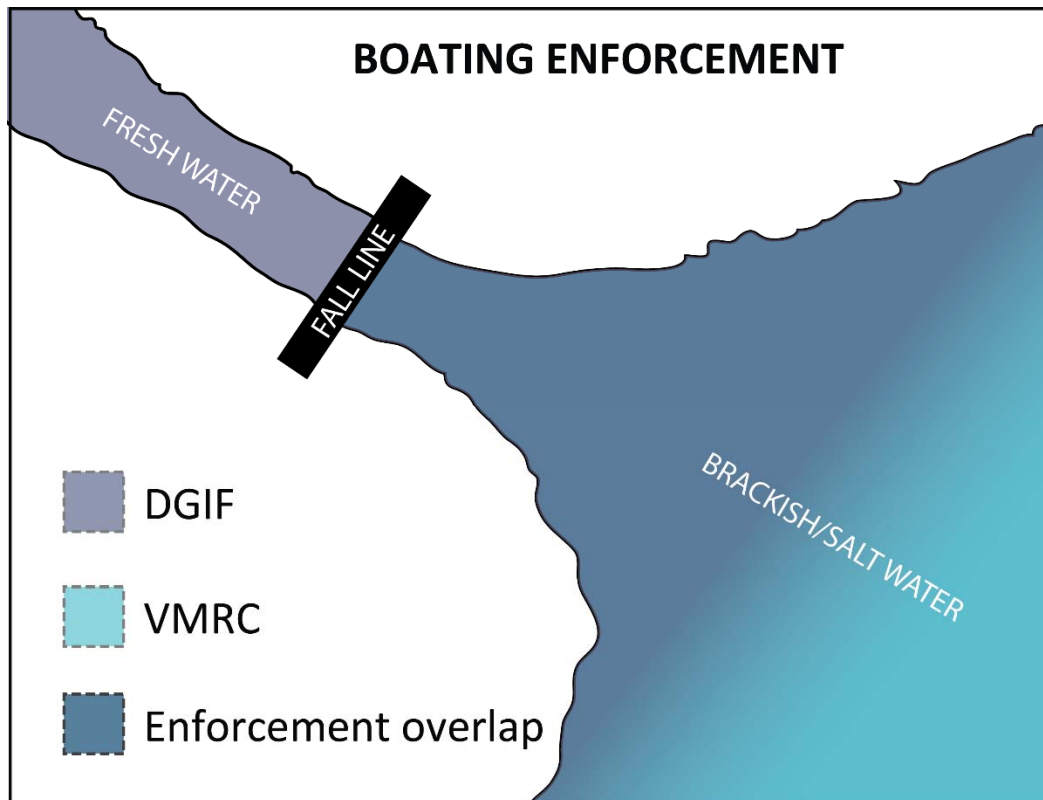 BOATING ENFORCEMENT
FRESH WATER
FALL LINE
BRACKISH/SALT WATER
DGIF
VMRC
Enforcement overlap